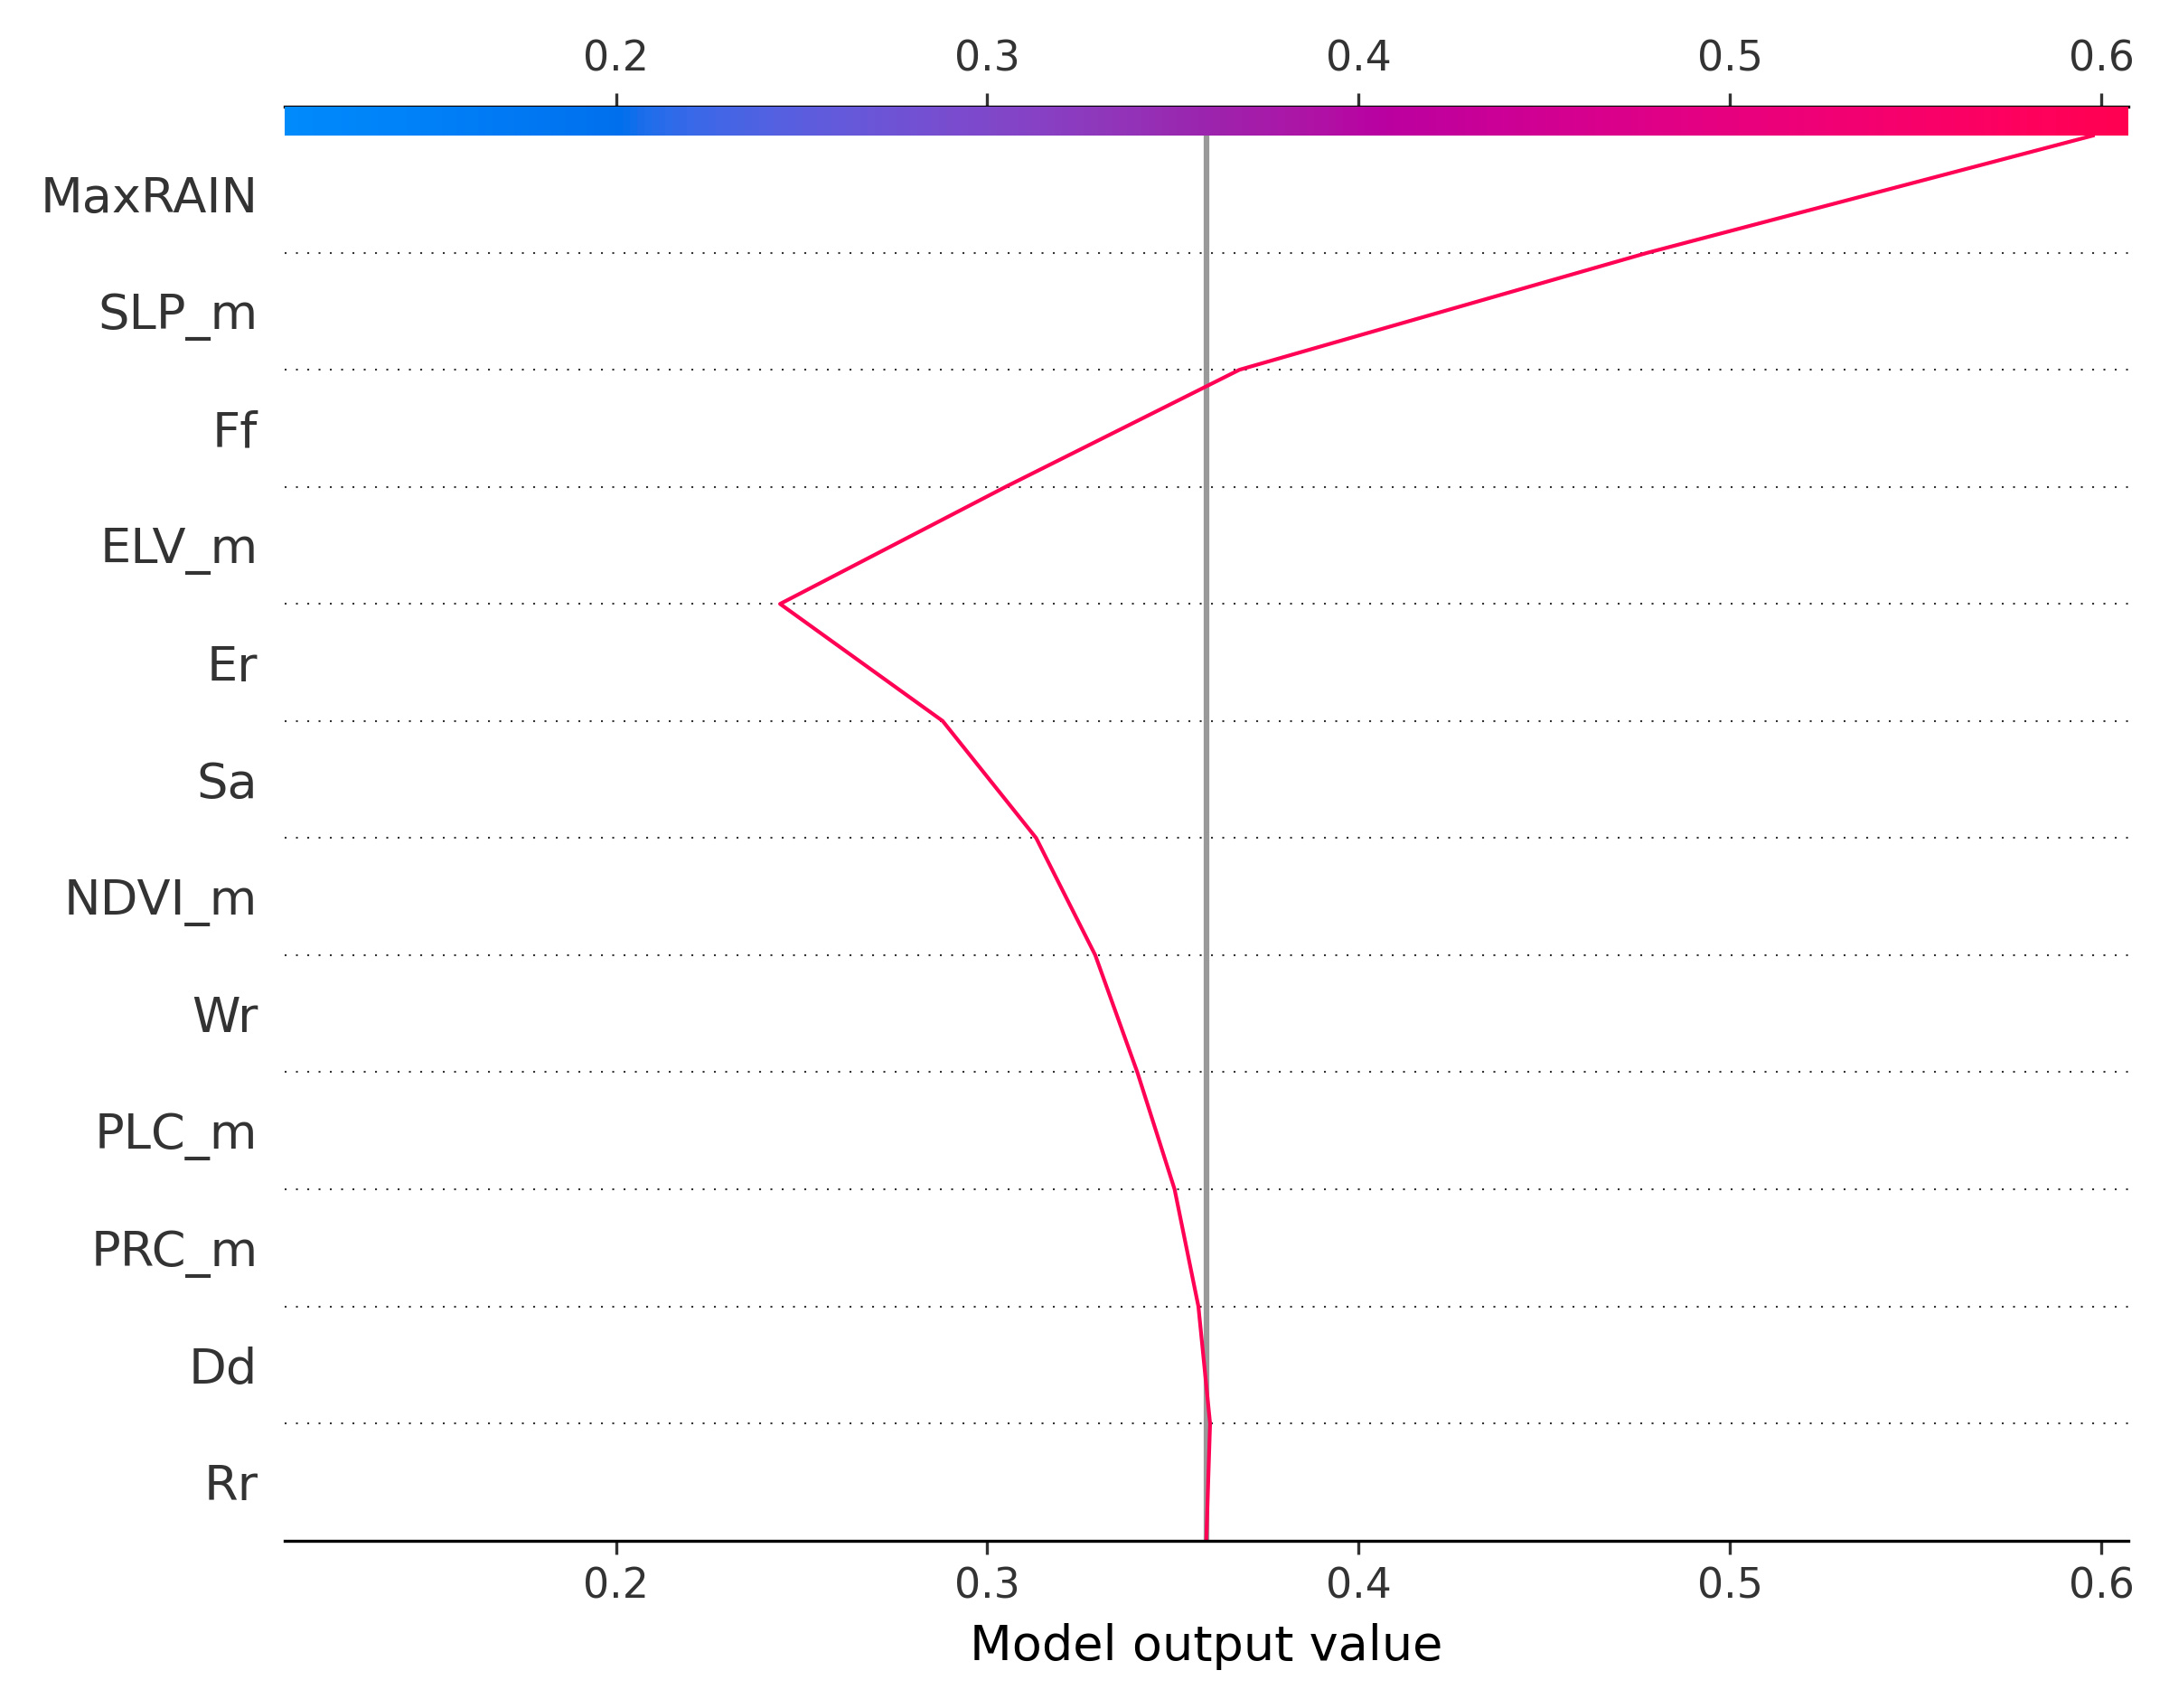 0.2 0.3 0.4 0.5 0.6
MaxRAIN
SLP_m
Ff
ELV_m
Er
Sa
NDVI_m
Wr
PLC_m
PRC_m
Dd
Rr
0.2 0.3 0.4 0.5 0.6
Model output value